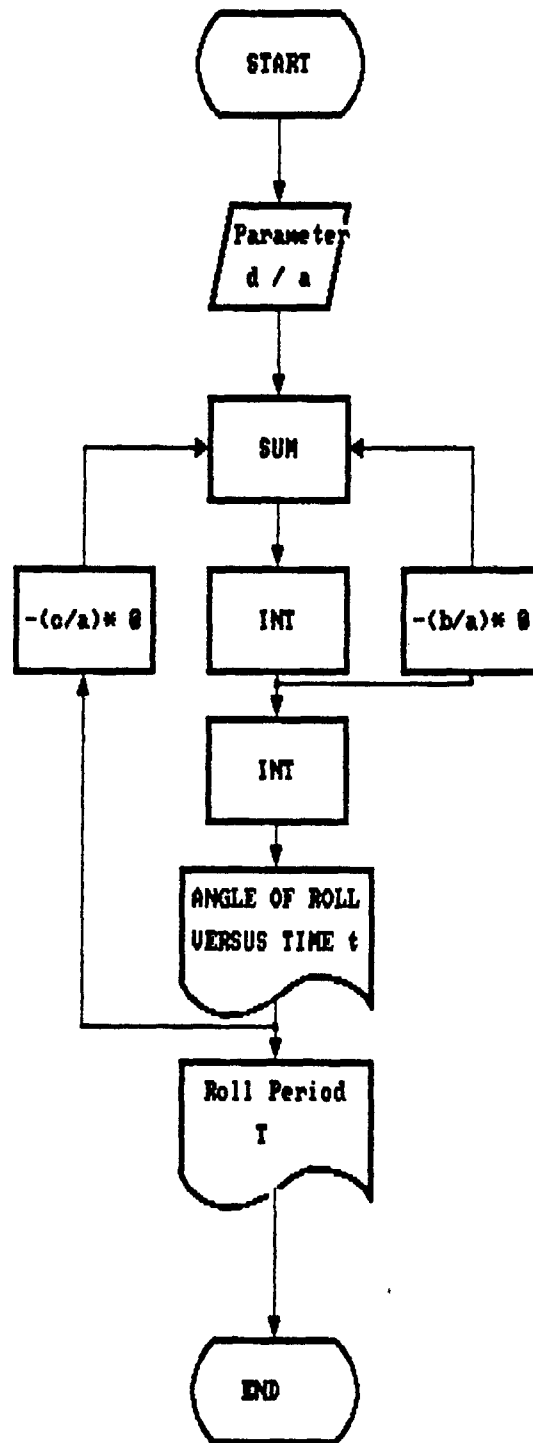 START
Parameter
d / a
SUM
-(c/a)* θ
INT
-(b/a)* θ
INT
ANGLE OF ROLL
VERSUS TIME t
Roll Period
T
END